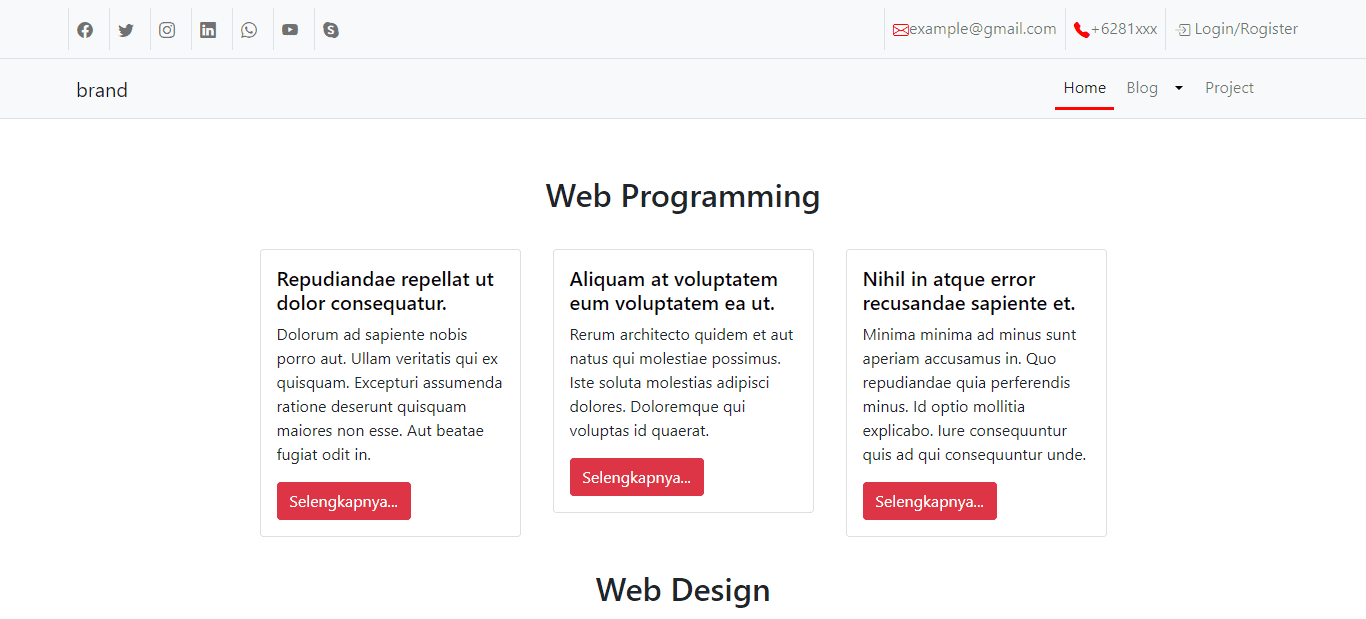 example@gmail.com +6281xxx Login/Rogister
brand Home Blog Project
Web Programming
Repudiandae repellat ut
dolor consequatur.
Dolorum ad sapiente nobis
porro aut. Ullam veritatis qui ex
quisquam. Excepturi assumenda
ratione deserunt quisquam
maiores non esse. Aut beatae
fugiat odit in.
Selengkapnya...
Aliquam at voluptatem
eum voluptatem ea ut.
Rerum architecto quidem et aut
natus qui molestiae possimus.
Iste soluta molestias adipisci
dolores. Doloremque qui
voluptas id quaerat.
Selengkapnya...
Nihil in atque error
recusandae sapiente et.
Minima minima ad minus sunt
aperiam accusamus in. Quo
repudiandae quia perferendis
minus. Id optio mollitia
explicabo. Iure consequuntur
quis ad qui consequuntur unde.
Selengkapnya...
Web Design